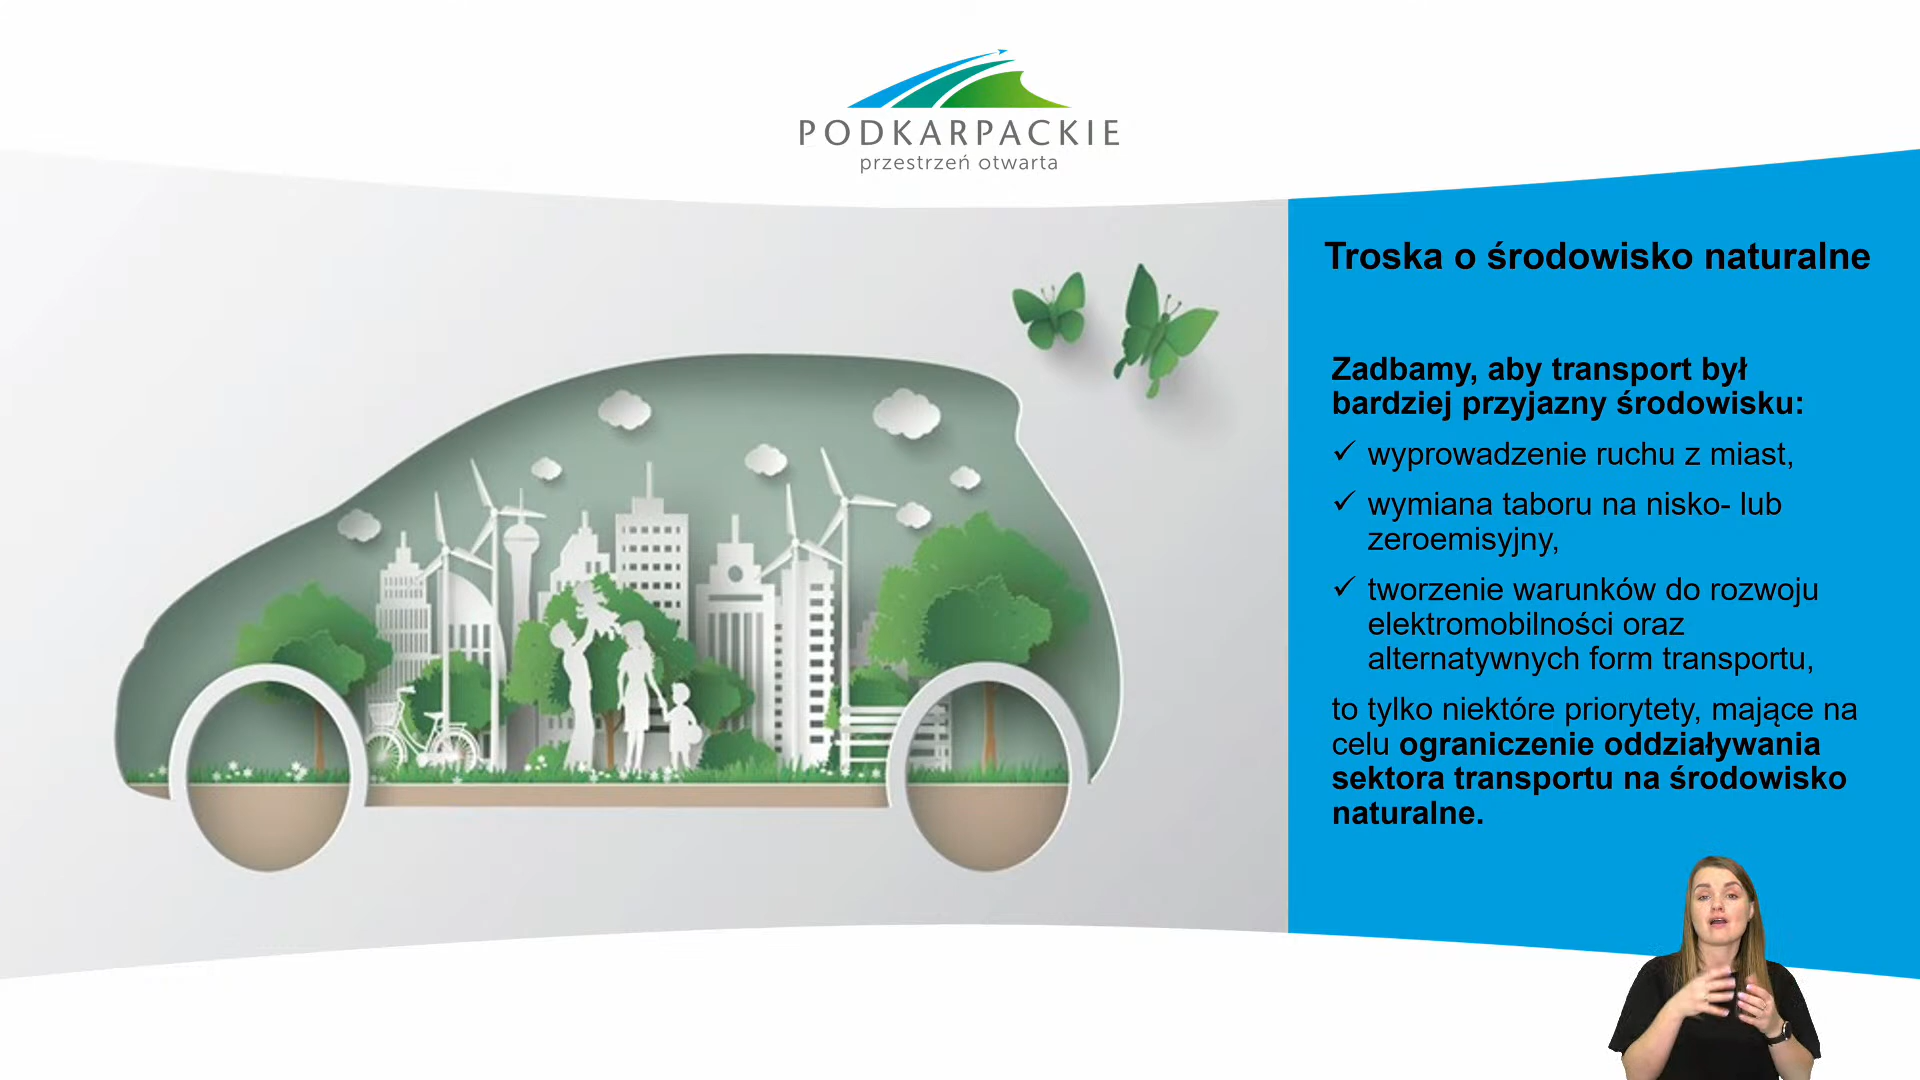 PODKARPACKIE
przestrzeń otwarta
Troska o środowisko naturalne
Zadbamy, aby transport był
bardziej przyjazny środowisku:
✓ wyprowadzenie ruchu z miast,
✓ wymiana taboru na nisko- lub
zeroemisyjny,
✓ tworzenie warunków do rozwoju
elektromobilności oraz
alternatywnych form transportu,
to tylko niektóre priorytety, mające na
celu ograniczenie oddziaływania
sektora transportu na środowisko
naturalne.